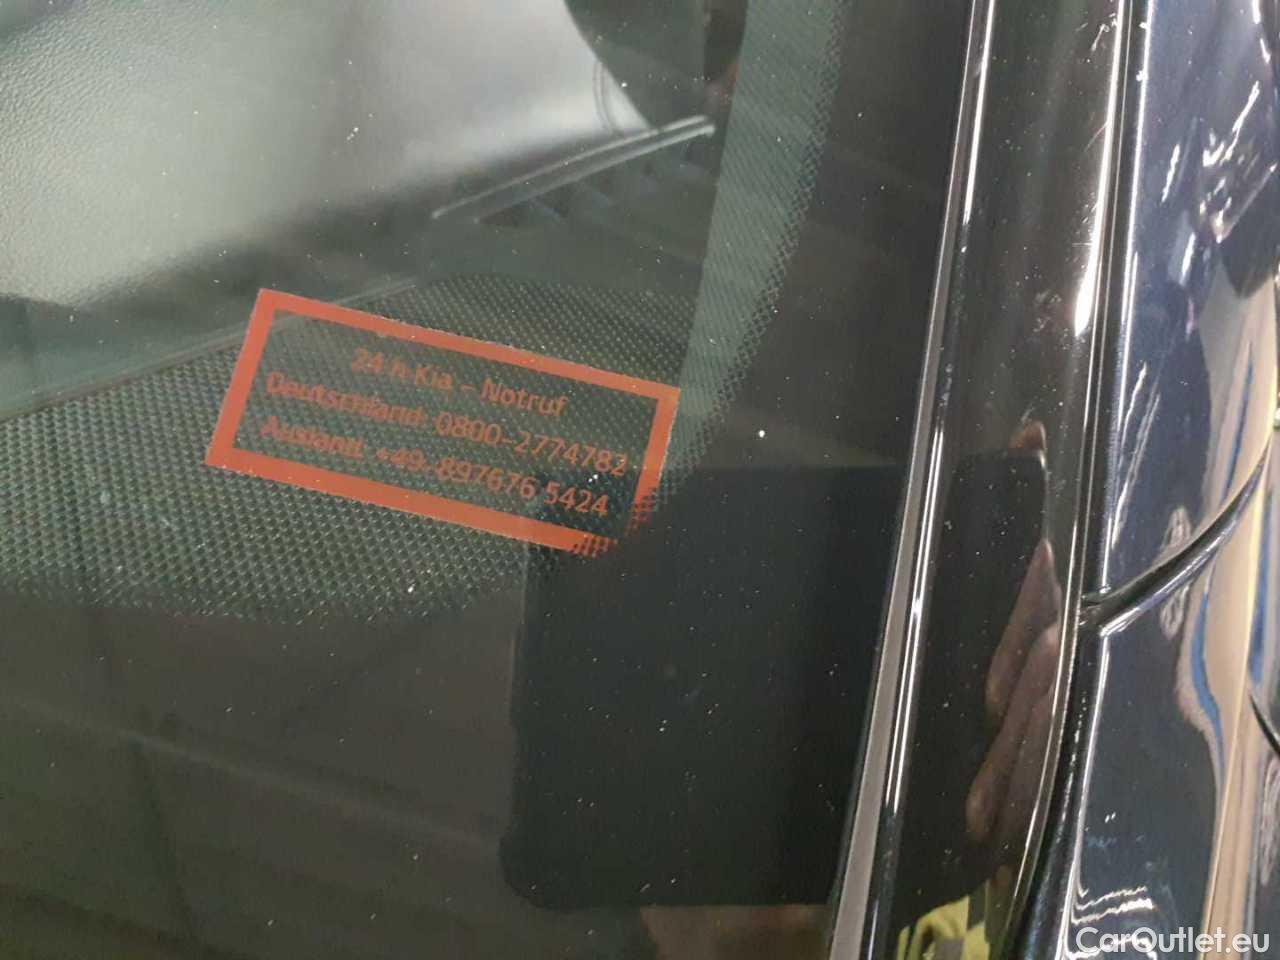 24 h Kia - Notruf
Deutschland: 0800-2774782
Ausland: +49-897676 5424
CarOutlet.eu